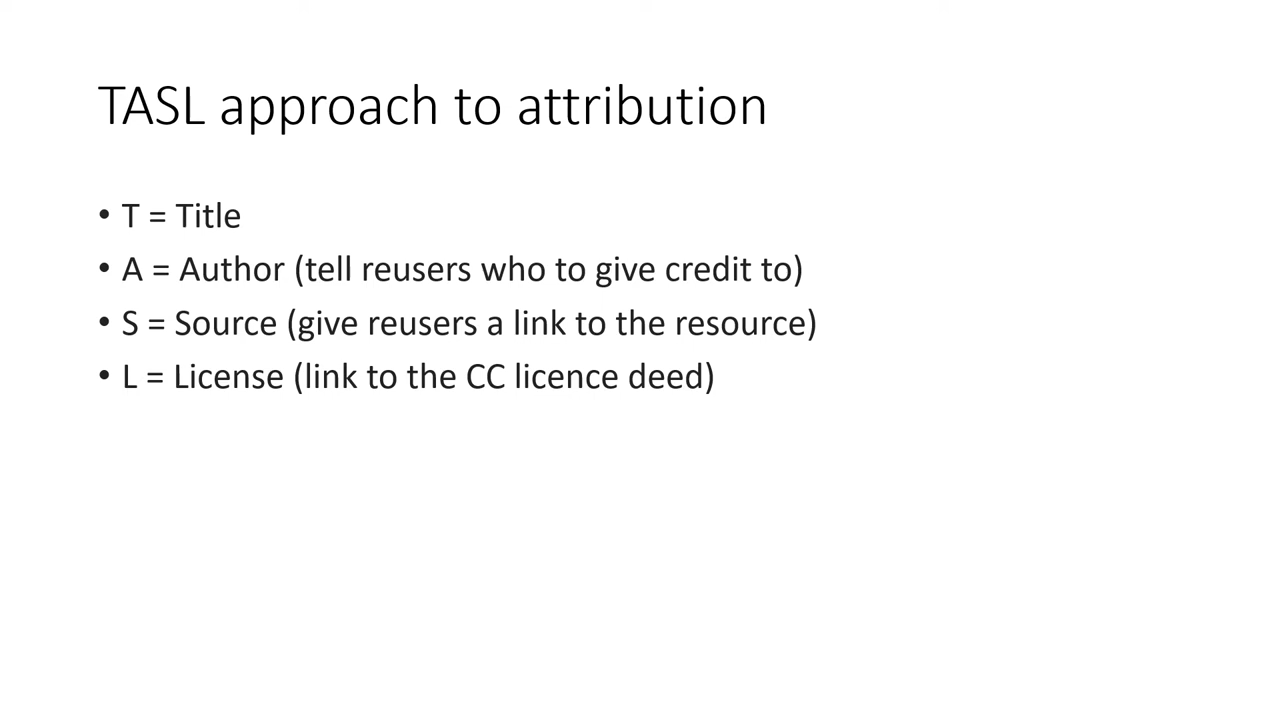 TASL approach to attribution
• T = Title
• A = Author (tell reusers who to give credit to)
• S = Source (give reusers a link to the resource)
• L = License (link to the CC licence deed)